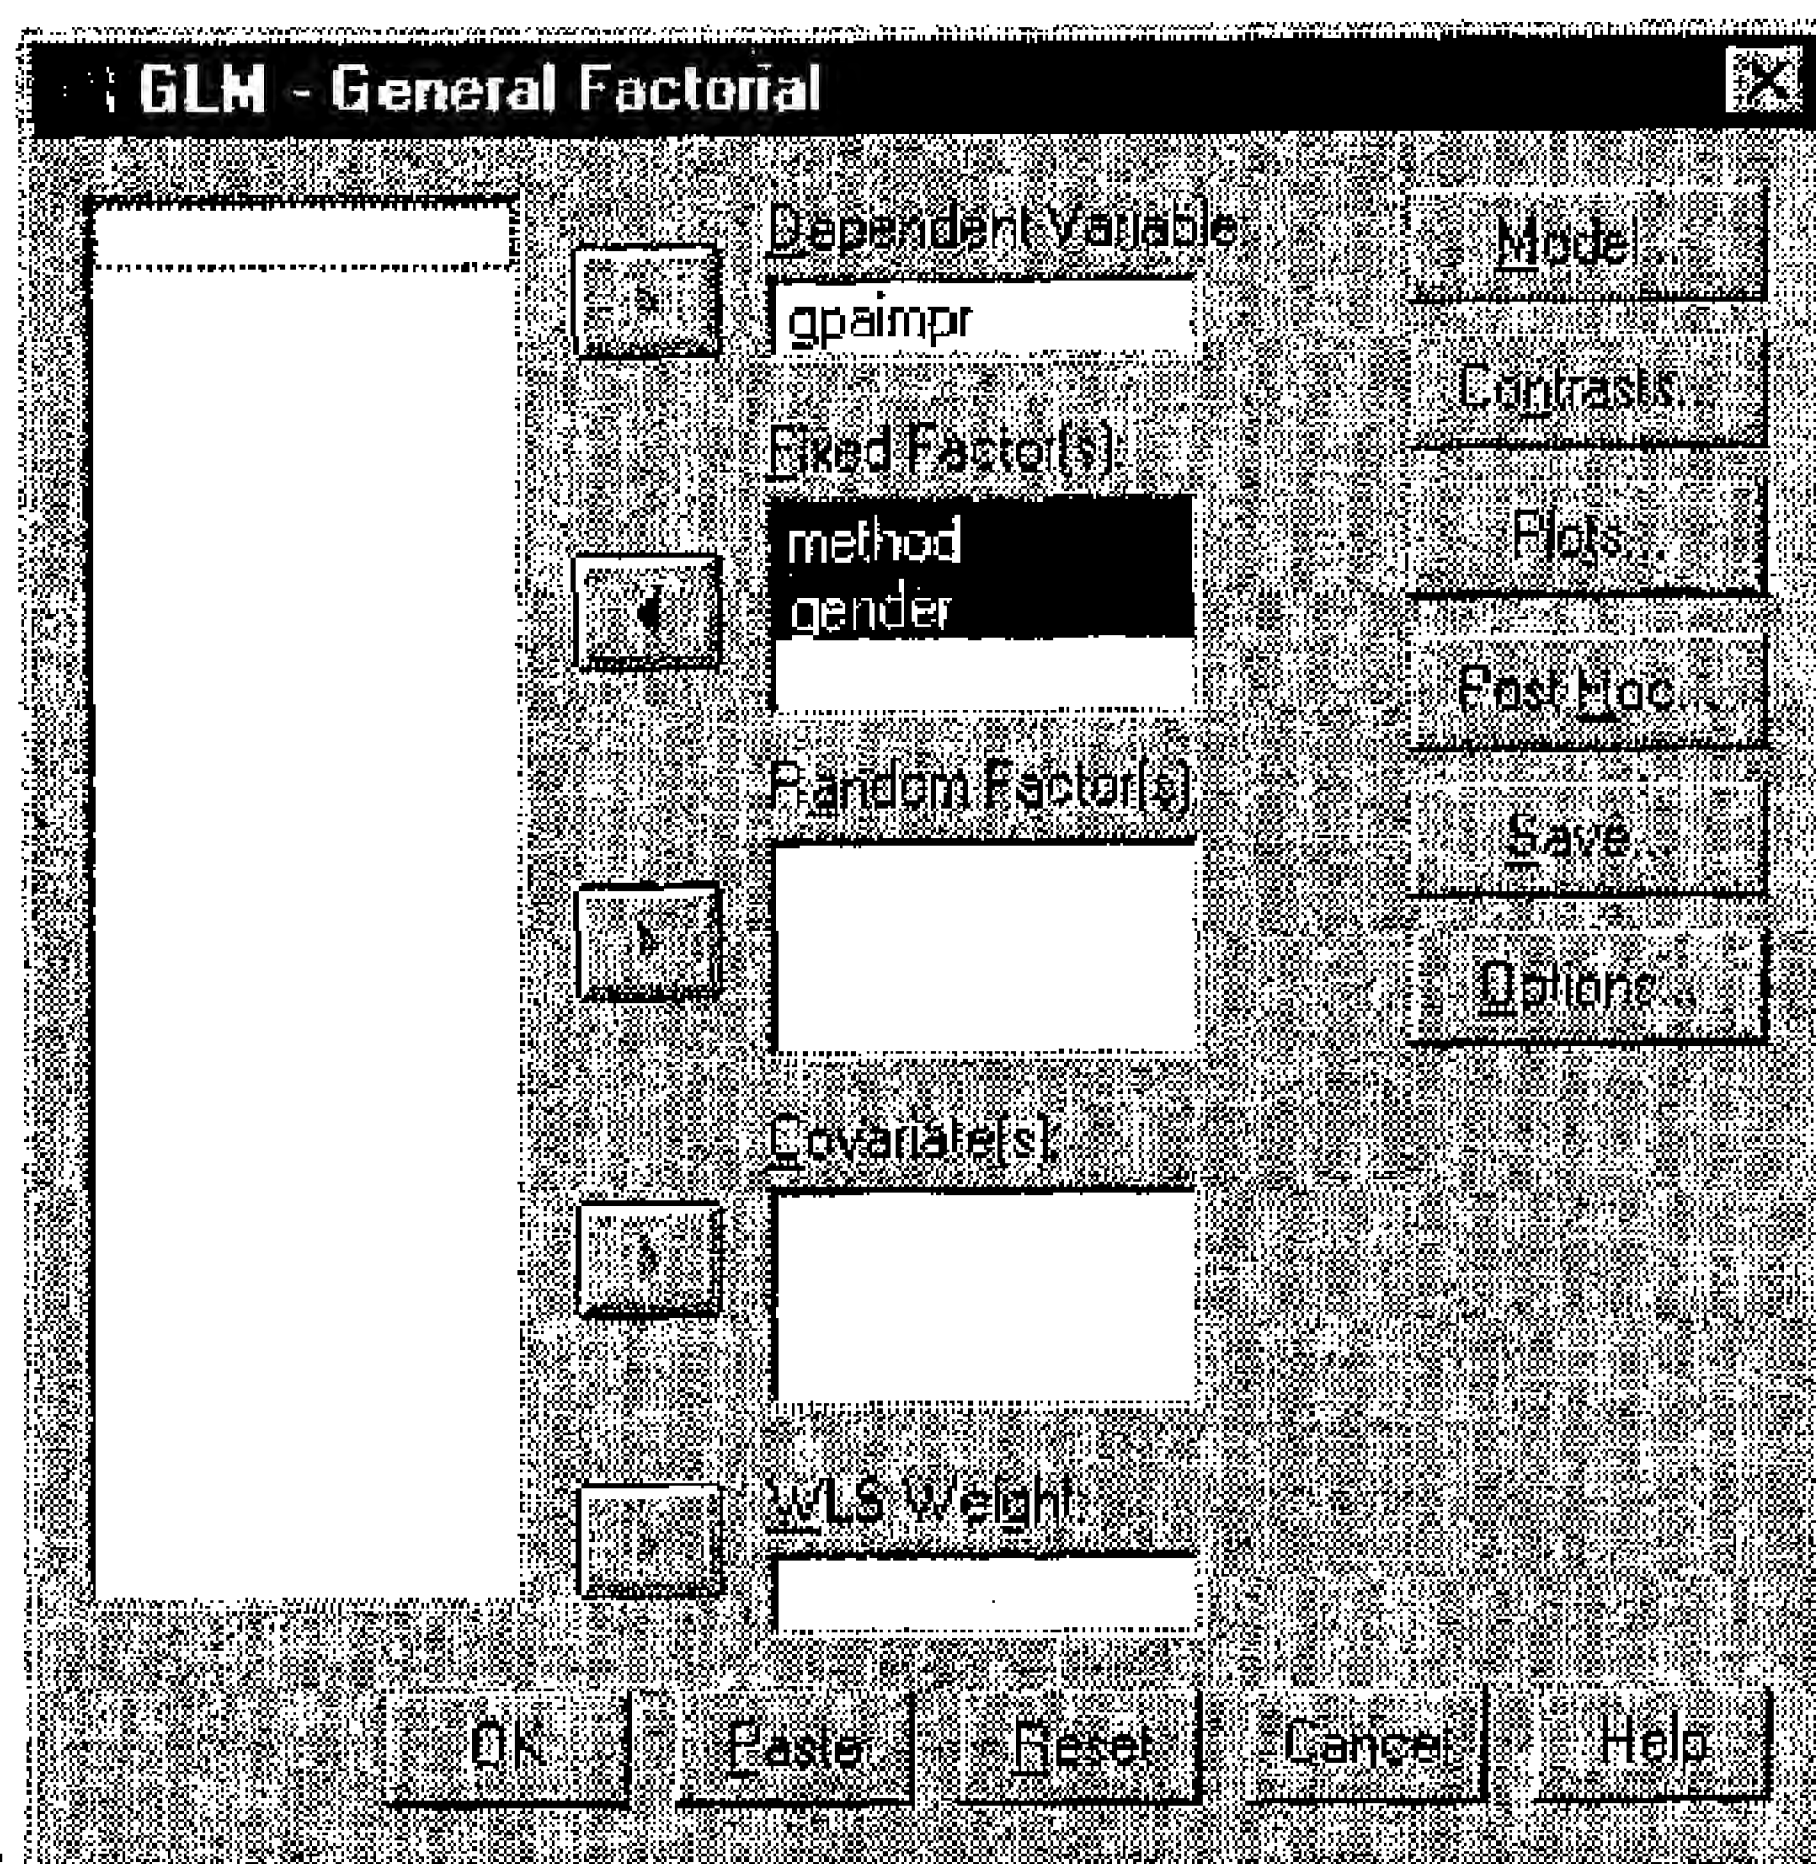 GLM - General Factorial
Dependent Variable:
gpaimpr
Fixed Factor(s):
method
gender
Random Factor(s)
Covariate(s):
WLS Weight:
Model...
Contrasts...
Plots...
Post Hoc...
Save...
Options...
OK
Paste
Reset
Cancel
Help